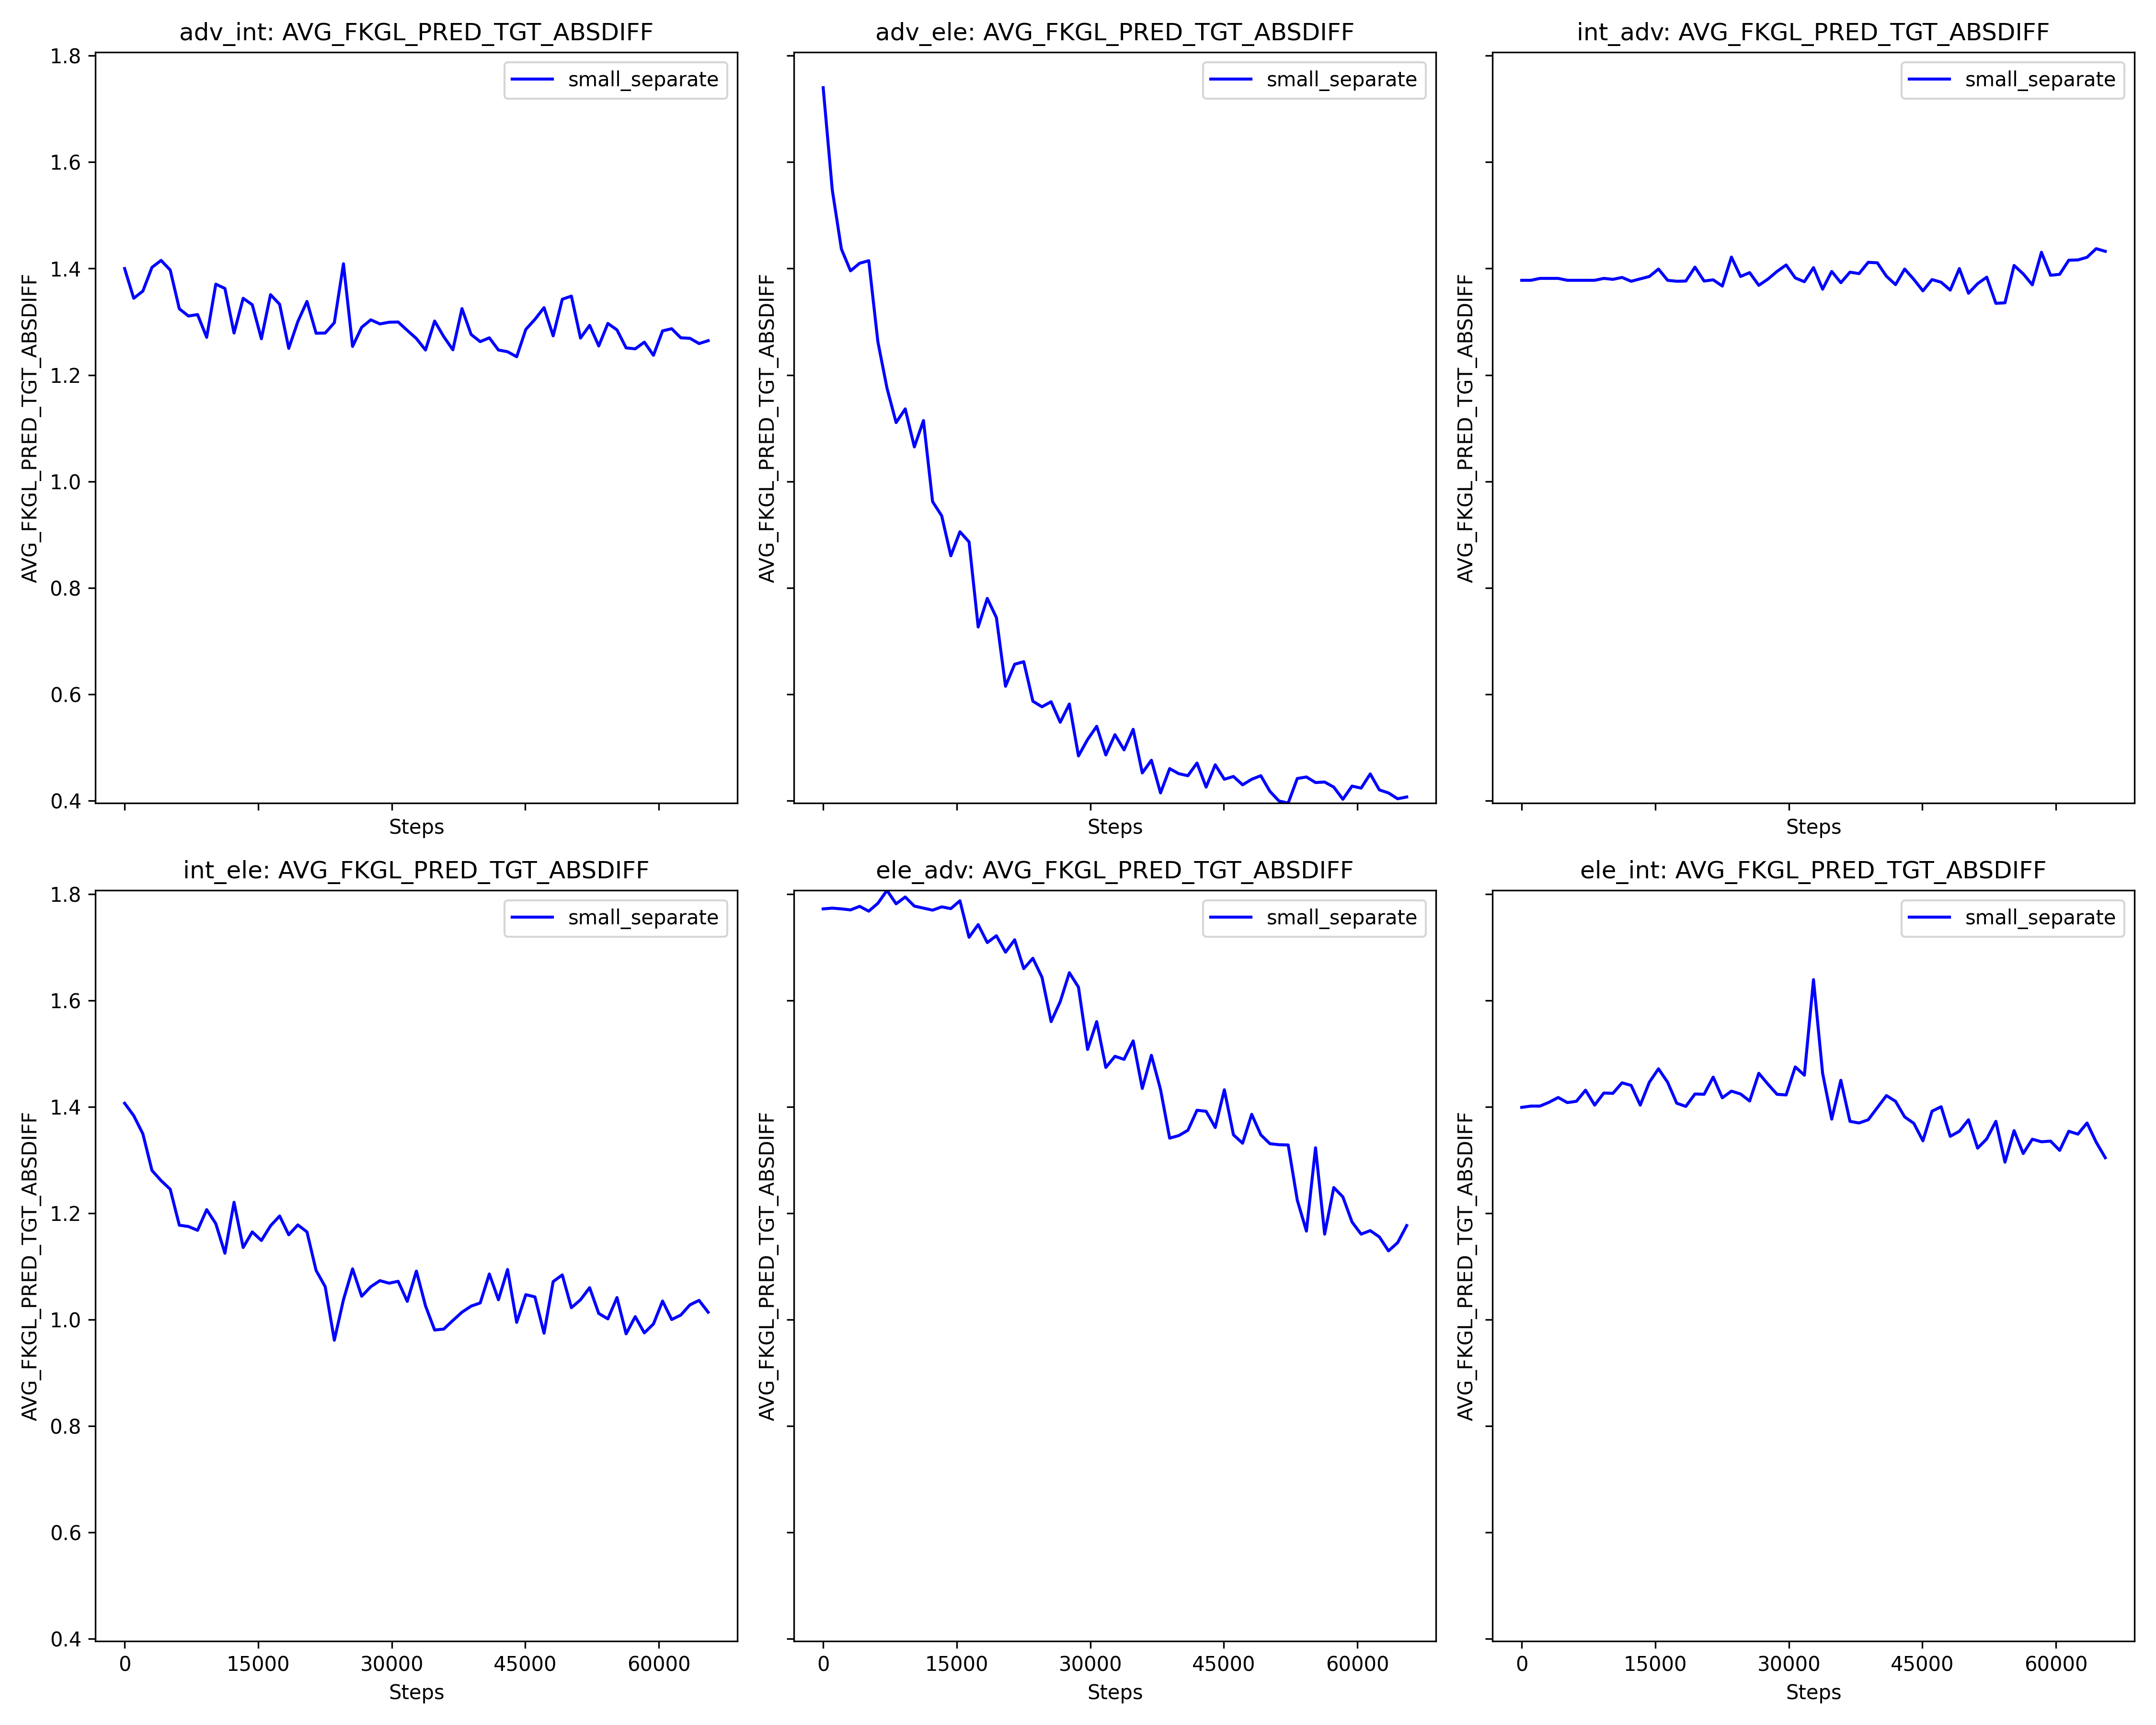 adv_int: AVG_FKGL_PRED_TGT_ABSDIFF
adv_ele: AVG_FKGL_PRED_TGT_ABSDIFF
int_adv: AVG_FKGL_PRED_TGT_ABSDIFF
small_separate
small_separate
small_separate
AVG_FKGL_PRED_TGT_ABSDIFF
AVG_FKGL_PRED_TGT_ABSDIFF
AVG_FKGL_PRED_TGT_ABSDIFF
1.8
1.6
1.4
1.2
1.0
0.8
0.6
0.4
Steps
Steps
Steps
int_ele: AVG_FKGL_PRED_TGT_ABSDIFF
ele_adv: AVG_FKGL_PRED_TGT_ABSDIFF
ele_int: AVG_FKGL_PRED_TGT_ABSDIFF
small_separate
small_separate
small_separate
AVG_FKGL_PRED_TGT_ABSDIFF
AVG_FKGL_PRED_TGT_ABSDIFF
AVG_FKGL_PRED_TGT_ABSDIFF
1.8
1.6
1.4
1.2
1.0
0.8
0.6
0.4
0 15000 30000 45000 60000
0 15000 30000 45000 60000
0 15000 30000 45000 60000
Steps
Steps
Steps